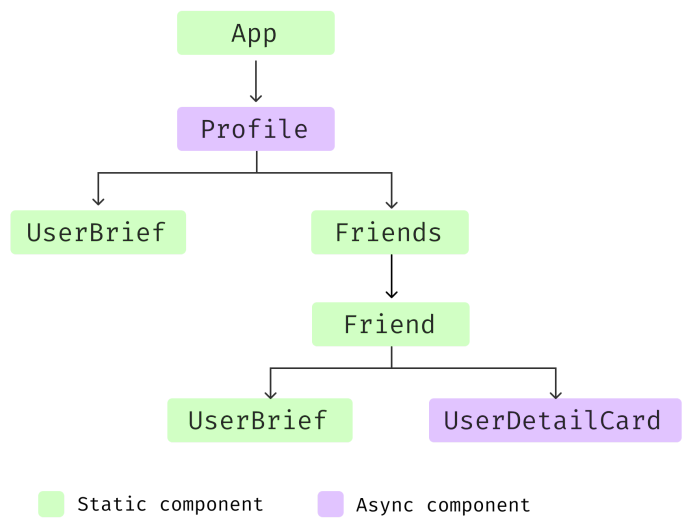 App
Profile
UserBrief
Friends
Friend
UserBrief
UserDetailCard
Static component
Async component